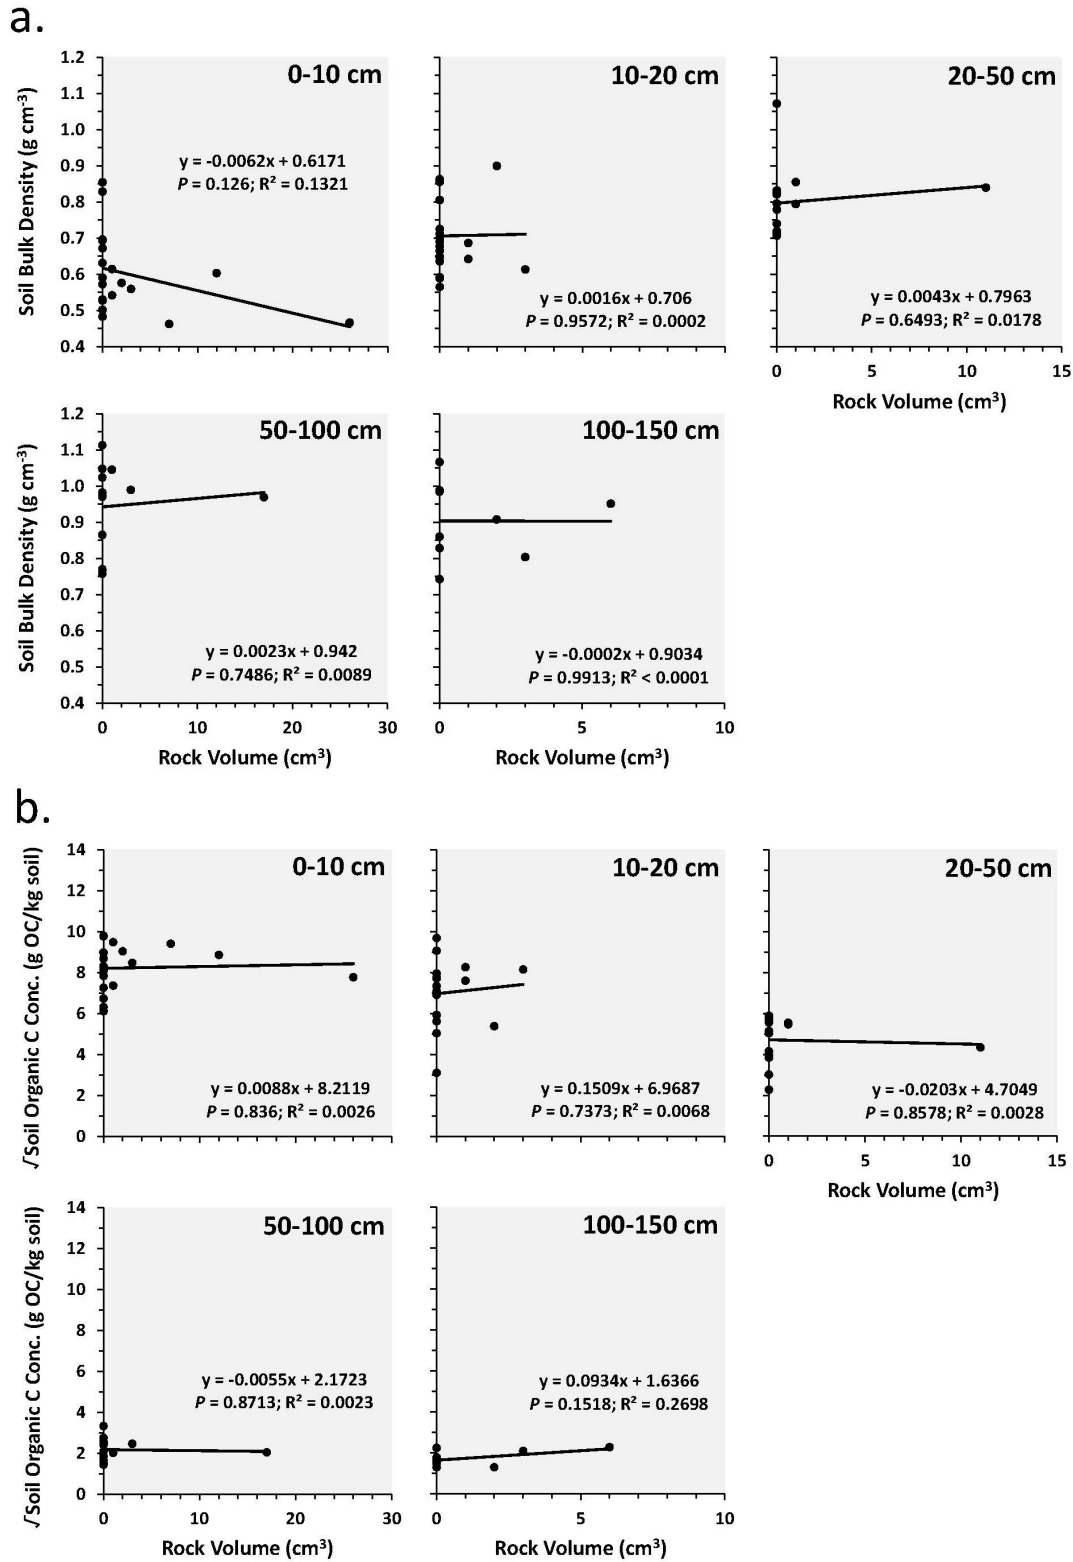 a.
Soil Bulk Density (g cm⁻³)
1.2
1.1
1.0
0.9
0.8
0.7
0.6
0.5
0.4
0-10 cm
y = -0.0062x + 0.6171
P = 0.126; R² = 0.1321
10-20 cm
y = 0.0016x + 0.706
P = 0.9572; R² = 0.0002
20-50 cm
y = 0.0043x + 0.7963
P = 0.6493; R² = 0.0178
0 5 10 15
Rock Volume (cm³)
Soil Bulk Density (g cm⁻³)
1.2
1.1
1.0
0.9
0.8
0.7
0.6
0.5
0.4
50-100 cm
y = 0.0023x + 0.942
P = 0.7486; R² = 0.0089
0 10 20 30
Rock Volume (cm³)
100-150 cm
y = -0.0002x + 0.9034
P = 0.9913; R² < 0.0001
0 5 10
Rock Volume (cm³)
b.
√Soil Organic C Conc. (g OC/kg soil)
14
12
10
8
6
4
2
0
0-10 cm
y = 0.0088x + 8.2119
P = 0.836; R² = 0.0026
10-20 cm
y = 0.1509x + 6.9687
P = 0.7373; R² = 0.0068
20-50 cm
y = -0.0203x + 4.7049
P = 0.8578; R² = 0.0028
0 5 10 15
Rock Volume (cm³)
√Soil Organic C Conc. (g OC/kg soil)
14
12
10
8
6
4
2
0
50-100 cm
y = -0.0055x + 2.1723
P = 0.8713; R² = 0.0023
0 10 20 30
Rock Volume (cm³)
100-150 cm
y = 0.0934x + 1.6366
P = 0.1518; R² = 0.2698
0 5 10
Rock Volume (cm³)